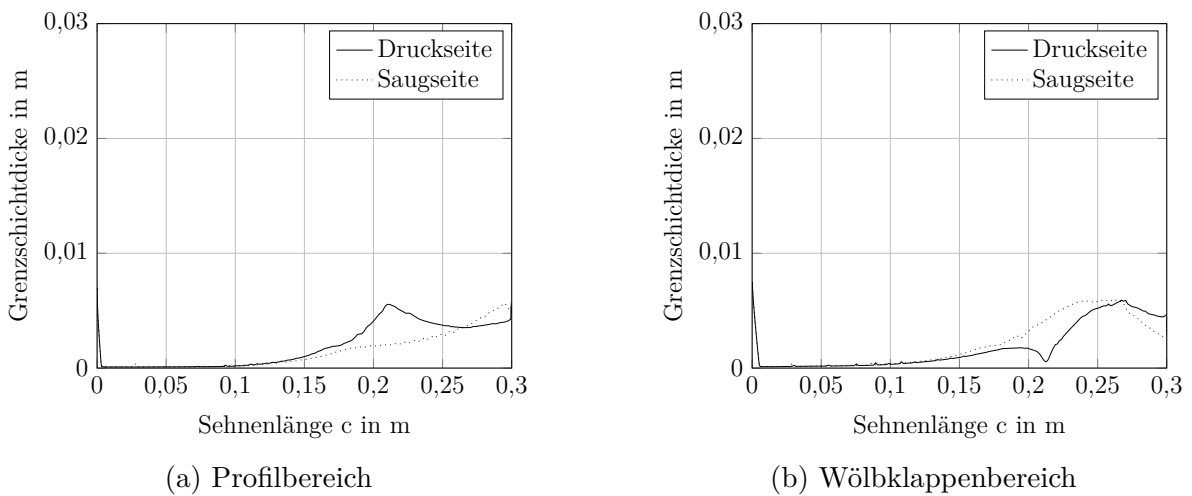 0,03
0,02
0,01
0
0
0,05
0,1
0,15
0,2
0,25
0,3
Grenzschichtdicke in m
Sehnenlänge c in m
Druckseite
Saugseite
(a) Profilbereich
0,03
0,02
0,01
0
0
0,05
0,1
0,15
0,2
0,25
0,3
Grenzschichtdicke in m
Sehnenlänge c in m
Druckseite
Saugseite
(b) Wölbklappenbereich